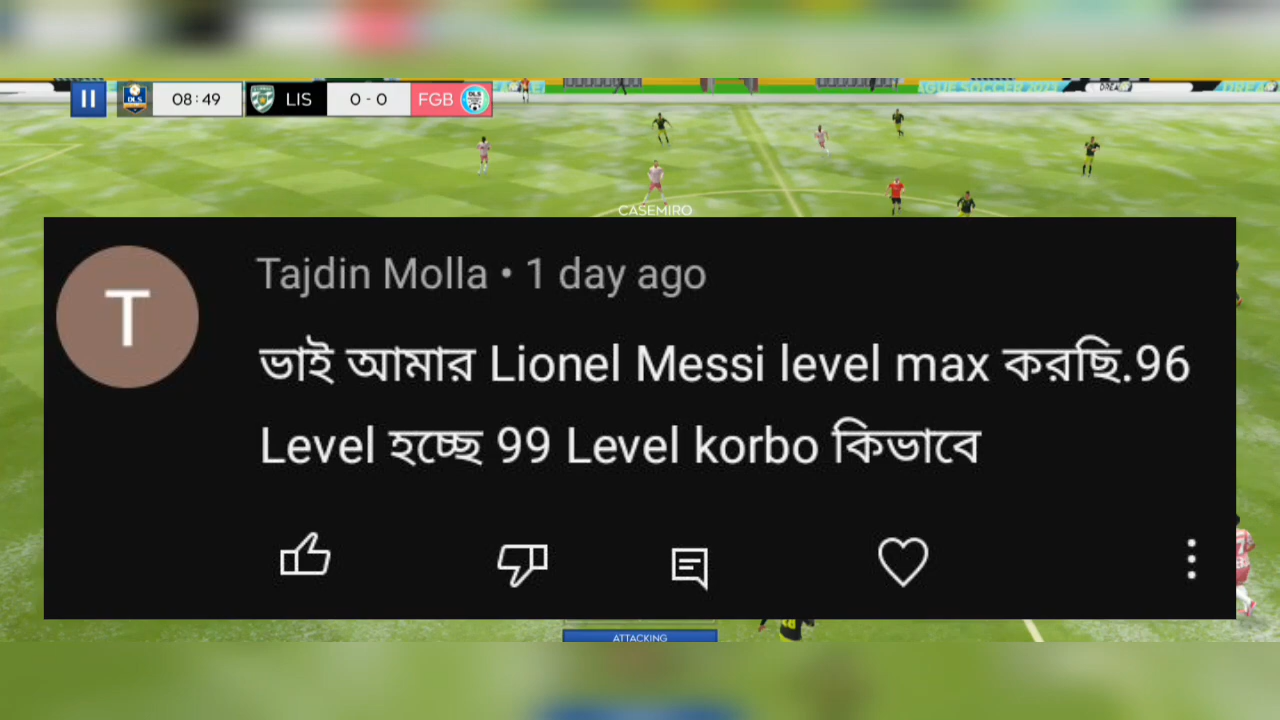 08:49 LIS 0 - 0 FGB
CASEMIRO
T
Tajdin Molla • 1 day ago
ভাই আমার Lionel Messi level max করছি.96
Level হচ্ছে 99 Level korbo কিভাবে
ATTACKING